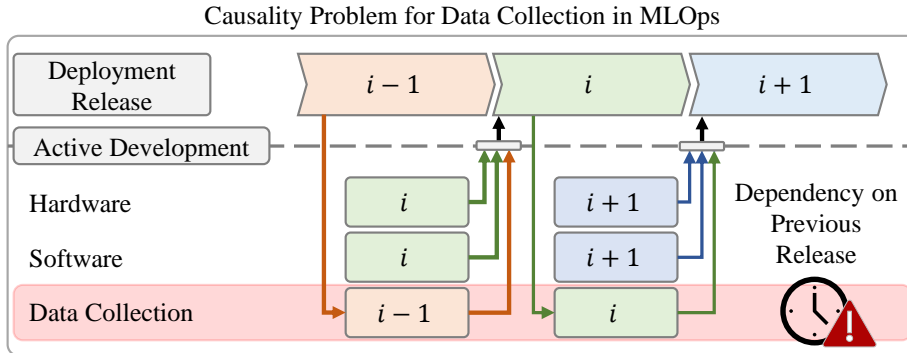 Causality Problem for Data Collection in MLOps
Deployment
Release
i − 1
i
i + 1
Active Development
Hardware
i
i + 1
Software
i
i + 1
Data Collection
i − 1
i
Dependency on
Previous
Release
!